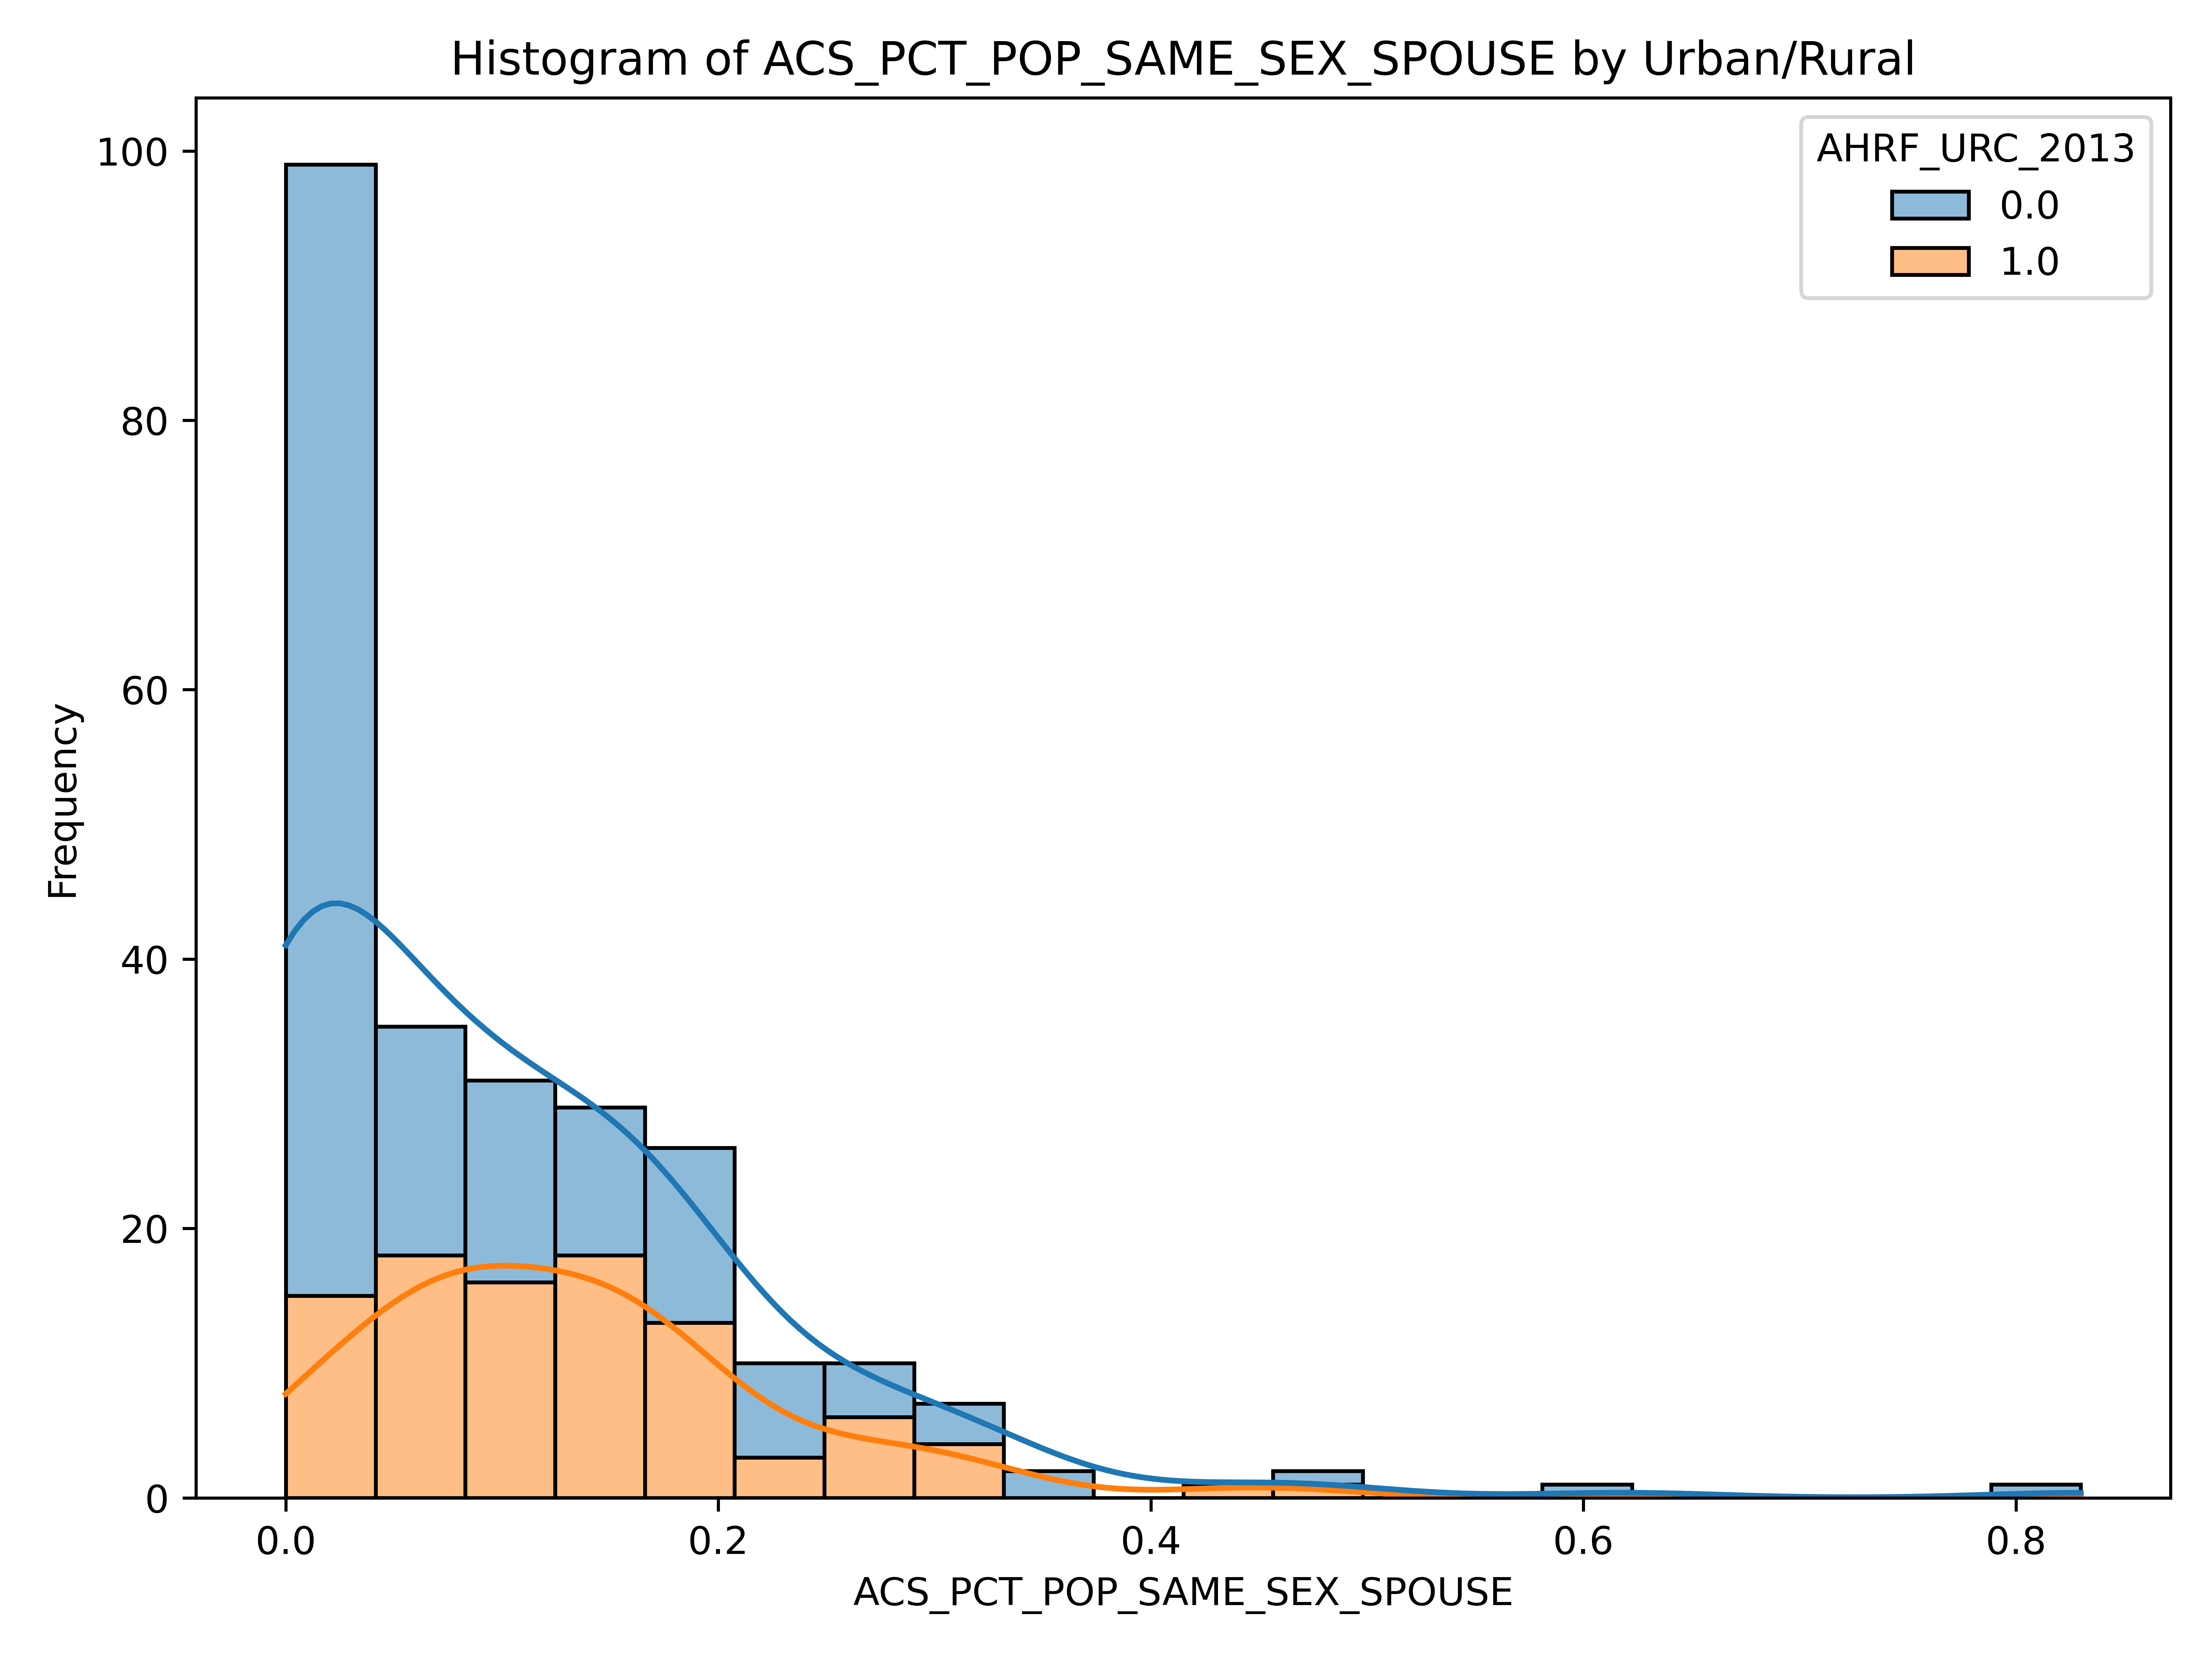 Histogram of ACS_PCT_POP_SAME_SEX_SPOUSE by Urban/Rural
AHRF_URC_2013
0.0
1.0
100
80
60
40
20
0
Frequency
0.0 0.2 0.4 0.6 0.8
ACS_PCT_POP_SAME_SEX_SPOUSE